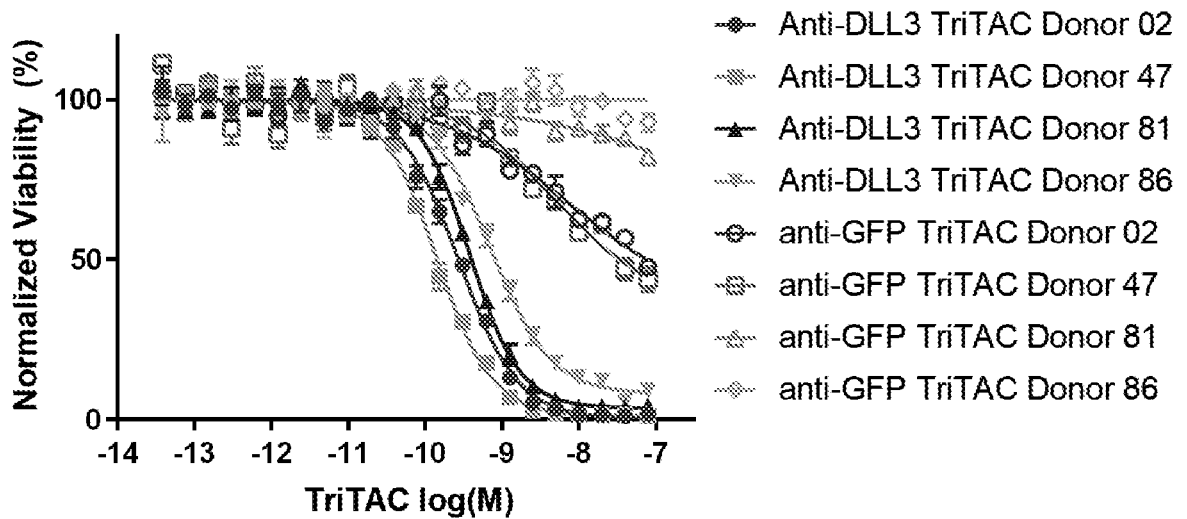 Normalized Viability (%)
100
50
0
-14 -13 -12 -11 -10 -9 -8 -7
TriTAC log(M)
Anti-DLL3 TriTAC Donor 02
Anti-DLL3 TriTAC Donor 47
Anti-DLL3 TriTAC Donor 81
Anti-DLL3 TriTAC Donor 86
anti-GFP TriTAC Donor 02
anti-GFP TriTAC Donor 47
anti-GFP TriTAC Donor 81
anti-GFP TriTAC Donor 86